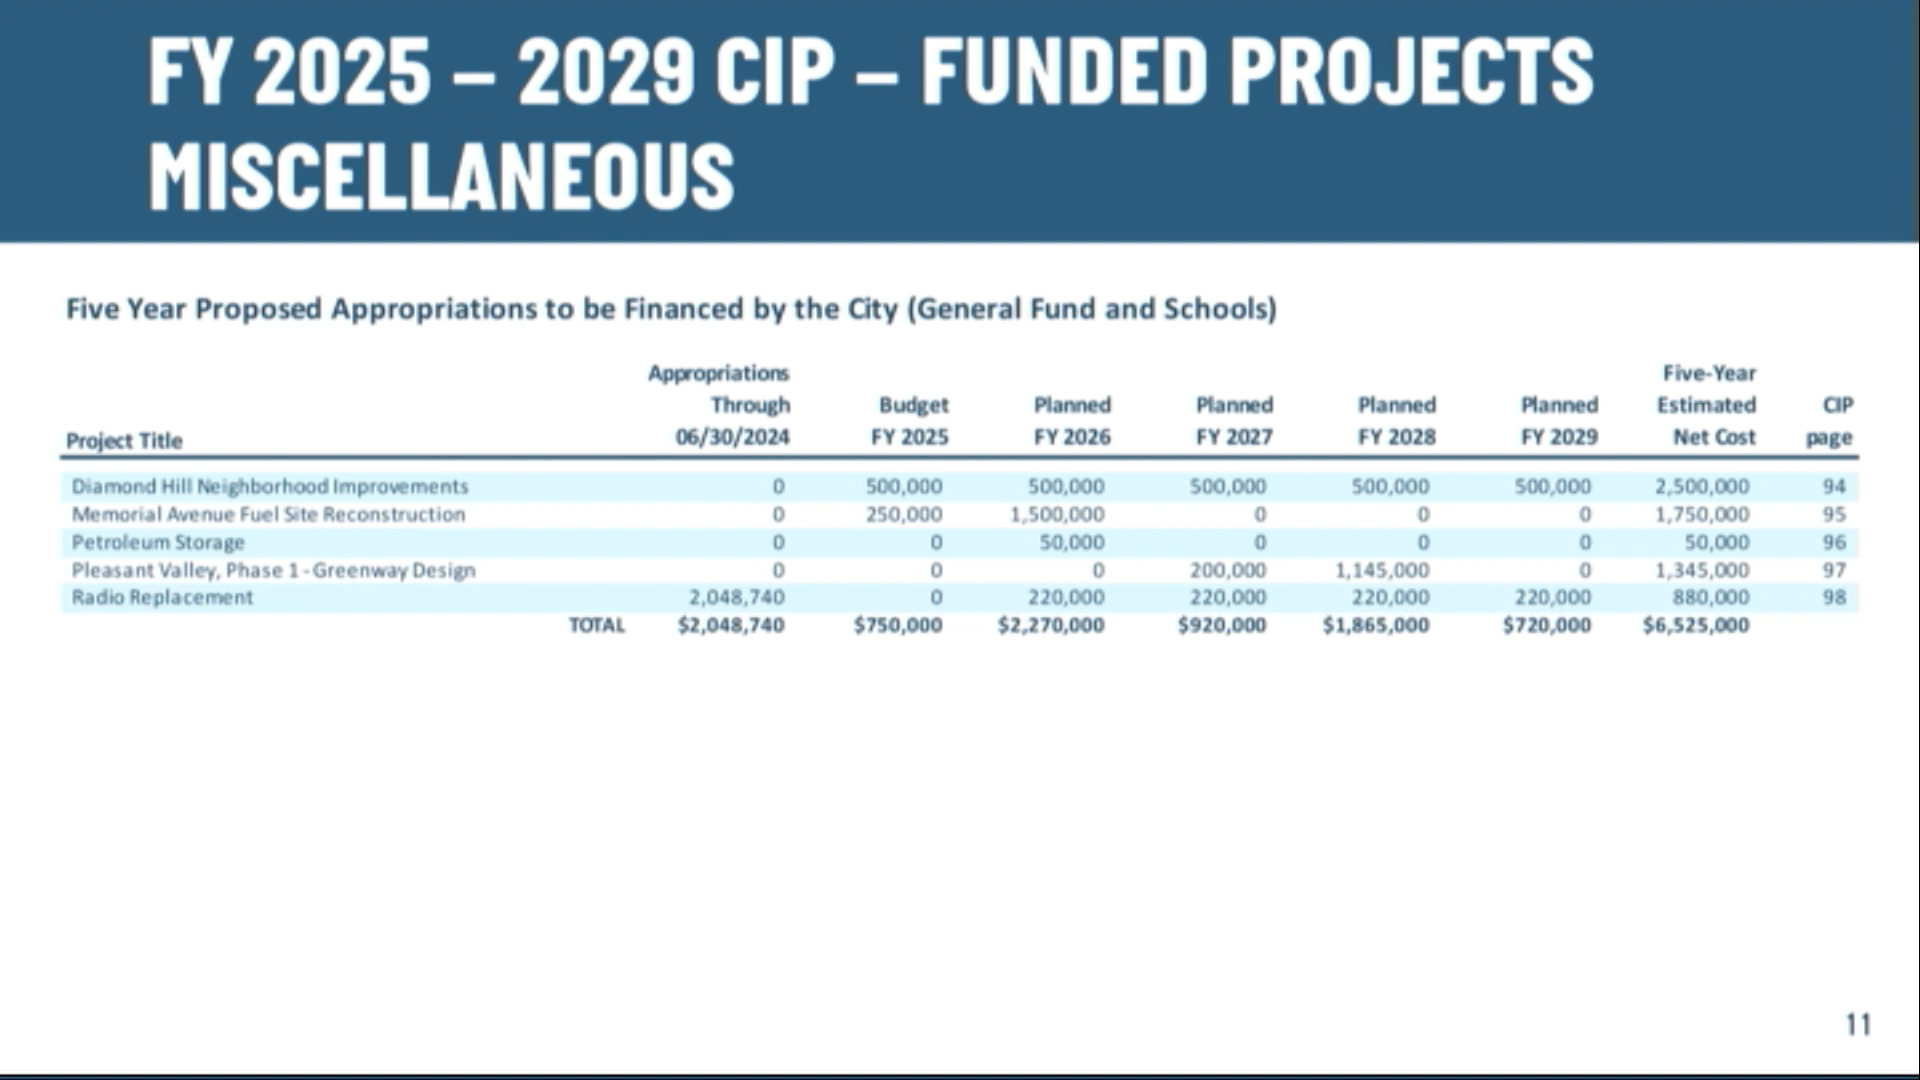 FY 2025 – 2029 CIP – FUNDED PROJECTS
MISCELLANEOUS
Five Year Proposed Appropriations to be Financed by the City (General Fund and Schools)
Appropriations Five-Year
Through Budget Planned Planned Planned Planned Estimated CIP
Project Title 06/30/2024 FY 2025 FY 2026 FY 2027 FY 2028 FY 2029 Net Cost page
Diamond Hill Neighborhood Improvements 0 500,000 500,000 500,000 500,000 500,000 2,500,000 94
Memorial Avenue Fuel Site Reconstruction 0 250,000 1,500,000 0 0 0 1,750,000 95
Petroleum Storage 0 0 50,000 0 0 0 50,000 96
Pleasant Valley, Phase 1 - Greenway Design 0 0 0 200,000 1,145,000 0 1,345,000 97
Radio Replacement 2,048,740 0 220,000 220,000 220,000 220,000 880,000 98
TOTAL $2,048,740 $750,000 $2,270,000 $920,000 $1,865,000 $720,000 $6,525,000
11